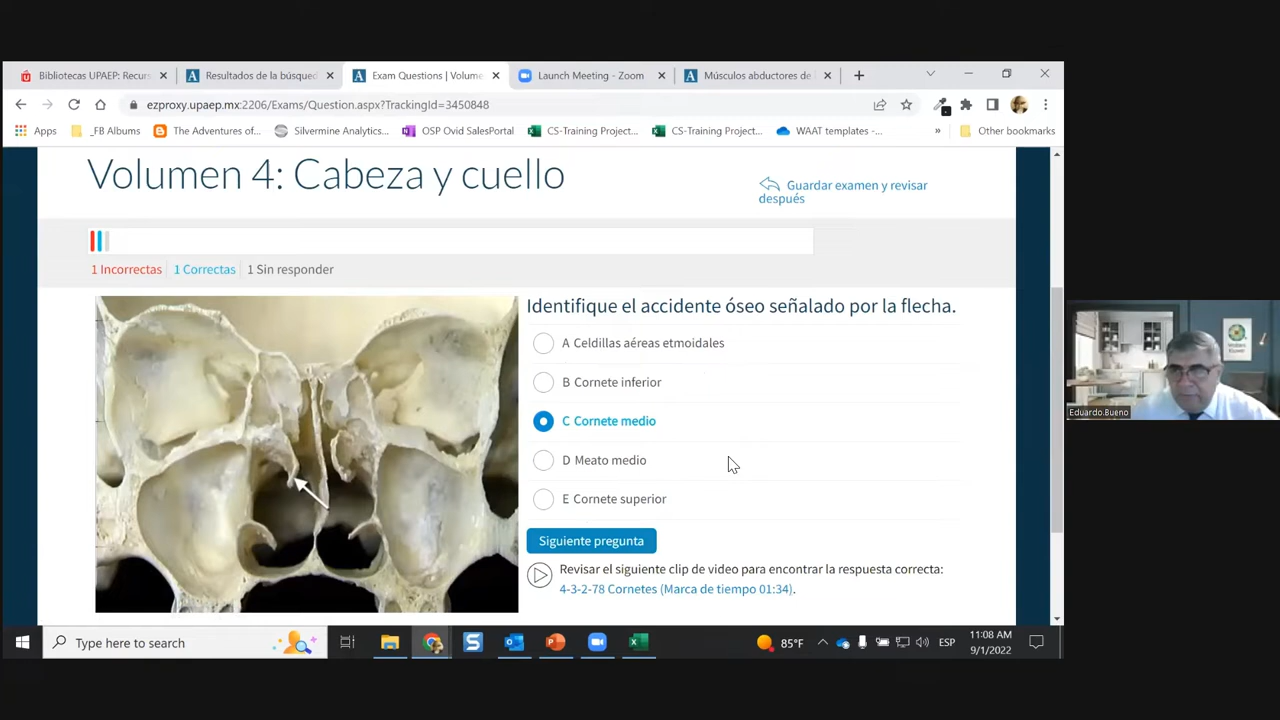 Bibliotecas UPAEP: Recurs
Resultados de la búsqued
Exam Questions | Volume
Launch Meeting - Zoom
Músculos abductores de l
ezproxy.upaep.mx:2206/Exams/Question.aspx?TrackingId=3450848
Apps
_FB Albums
The Adventures of...
Silvermine Analytics...
OSP Ovid SalesPortal
CS-Training Project...
CS-Training Project...
WAAT templates -...
»
Other bookmarks
Volumen 4: Cabeza y cuello
Guardar examen y revisar
después
1 Incorrectas
1 Correctas
1 Sin responder
Identifique el accidente óseo señalado por la flecha.
A Celdillas aéreas etmoidales
B Cornete inferior
C Cornete medio
D Meato medio
E Cornete superior
Siguiente pregunta
Revisar el siguiente clip de video para encontrar la respuesta correcta:
4-3-2-78 Cornetes (Marca de tiempo 01:34).
Eduardo.Bueno
Type here to search
85°F
ESP
11:08 AM
9/1/2022